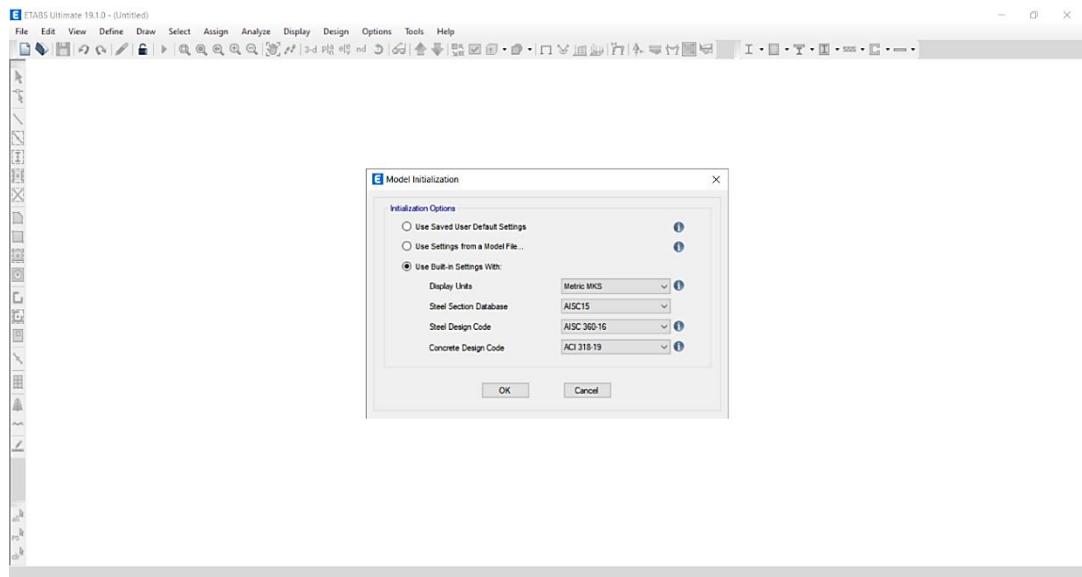 E ETABS Ultimate 19.1.0 - (Untitled)
File Edit View Define Draw Select Assign Analyze Display Design Options Tools Help
3-d nd
E Model Initialization
Initialization Options
Use Saved User Default Settings
Use Settings from a Model File...
Use Built-in Settings With:
Display Units Metric MKS
Steel Section Database AISC15
Steel Design Code AISC 360-16
Concrete Design Code ACI 318-19
OK Cancel